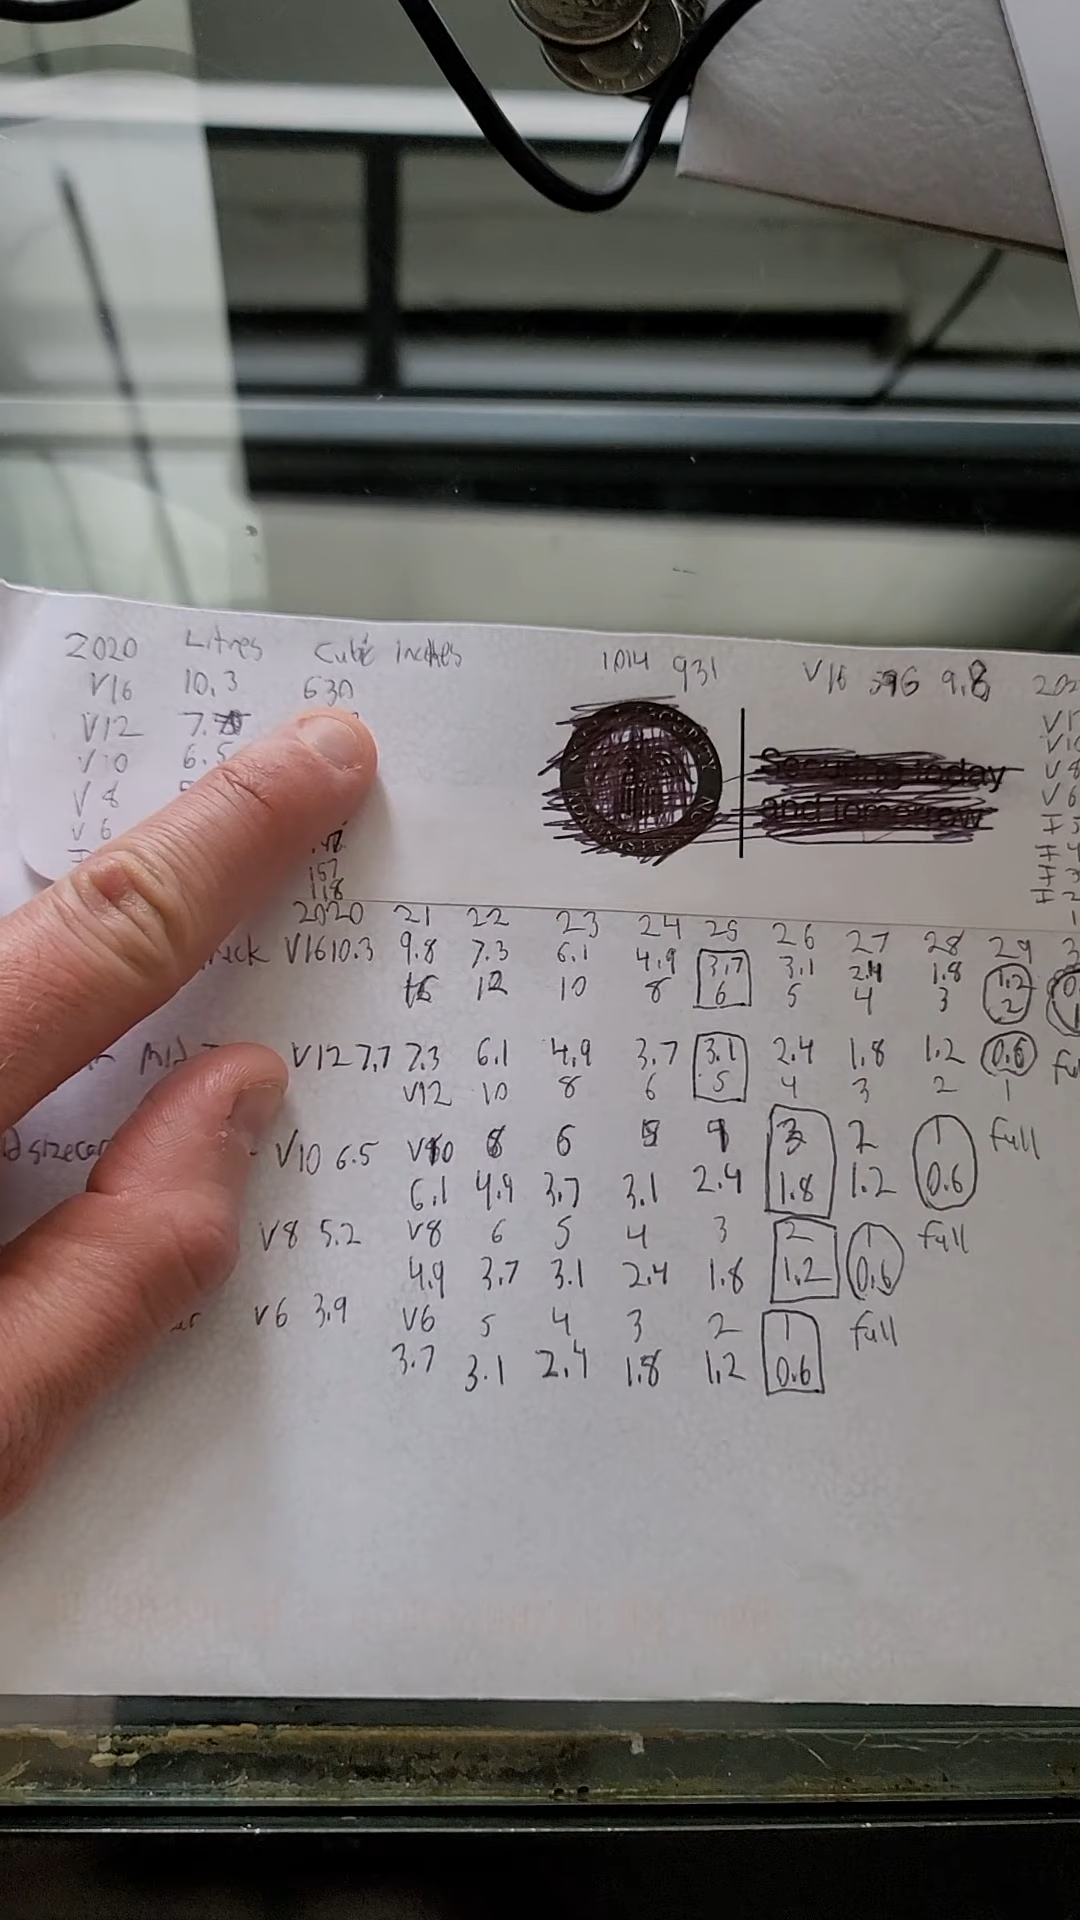 2020 Litres Cubic inches 1014 931 V16 396 9.8
V16 10.3 630
V12 7.
V10 6.5
V8
V6
157
118
2020 21 22 23 24 25 26 27 28 29
V16 10.3 9.8 7.3 6.1 4.9 3.7 3.1 2.4 1.8 1.2
16 12 10 8 6 5 4 3 2
V12 7.7 7.3 6.1 4.9 3.7 3.1 2.4 1.8 1.2 0.6
V12 10 8 6 5 4 3 2 1
V10 6.5 V10 8 6 5 4 3 2 1 full
6.1 4.9 3.7 3.1 2.4 1.8 1.2 0.6
V8 5.2 V8 6 5 4 3 2 1 full
4.9 3.7 3.1 2.4 1.8 1.2 0.6
V6 3.9 V6 5 4 3 2 1 full
3.7 3.1 2.4 1.8 1.2 0.6
Securing today
and tomorrow